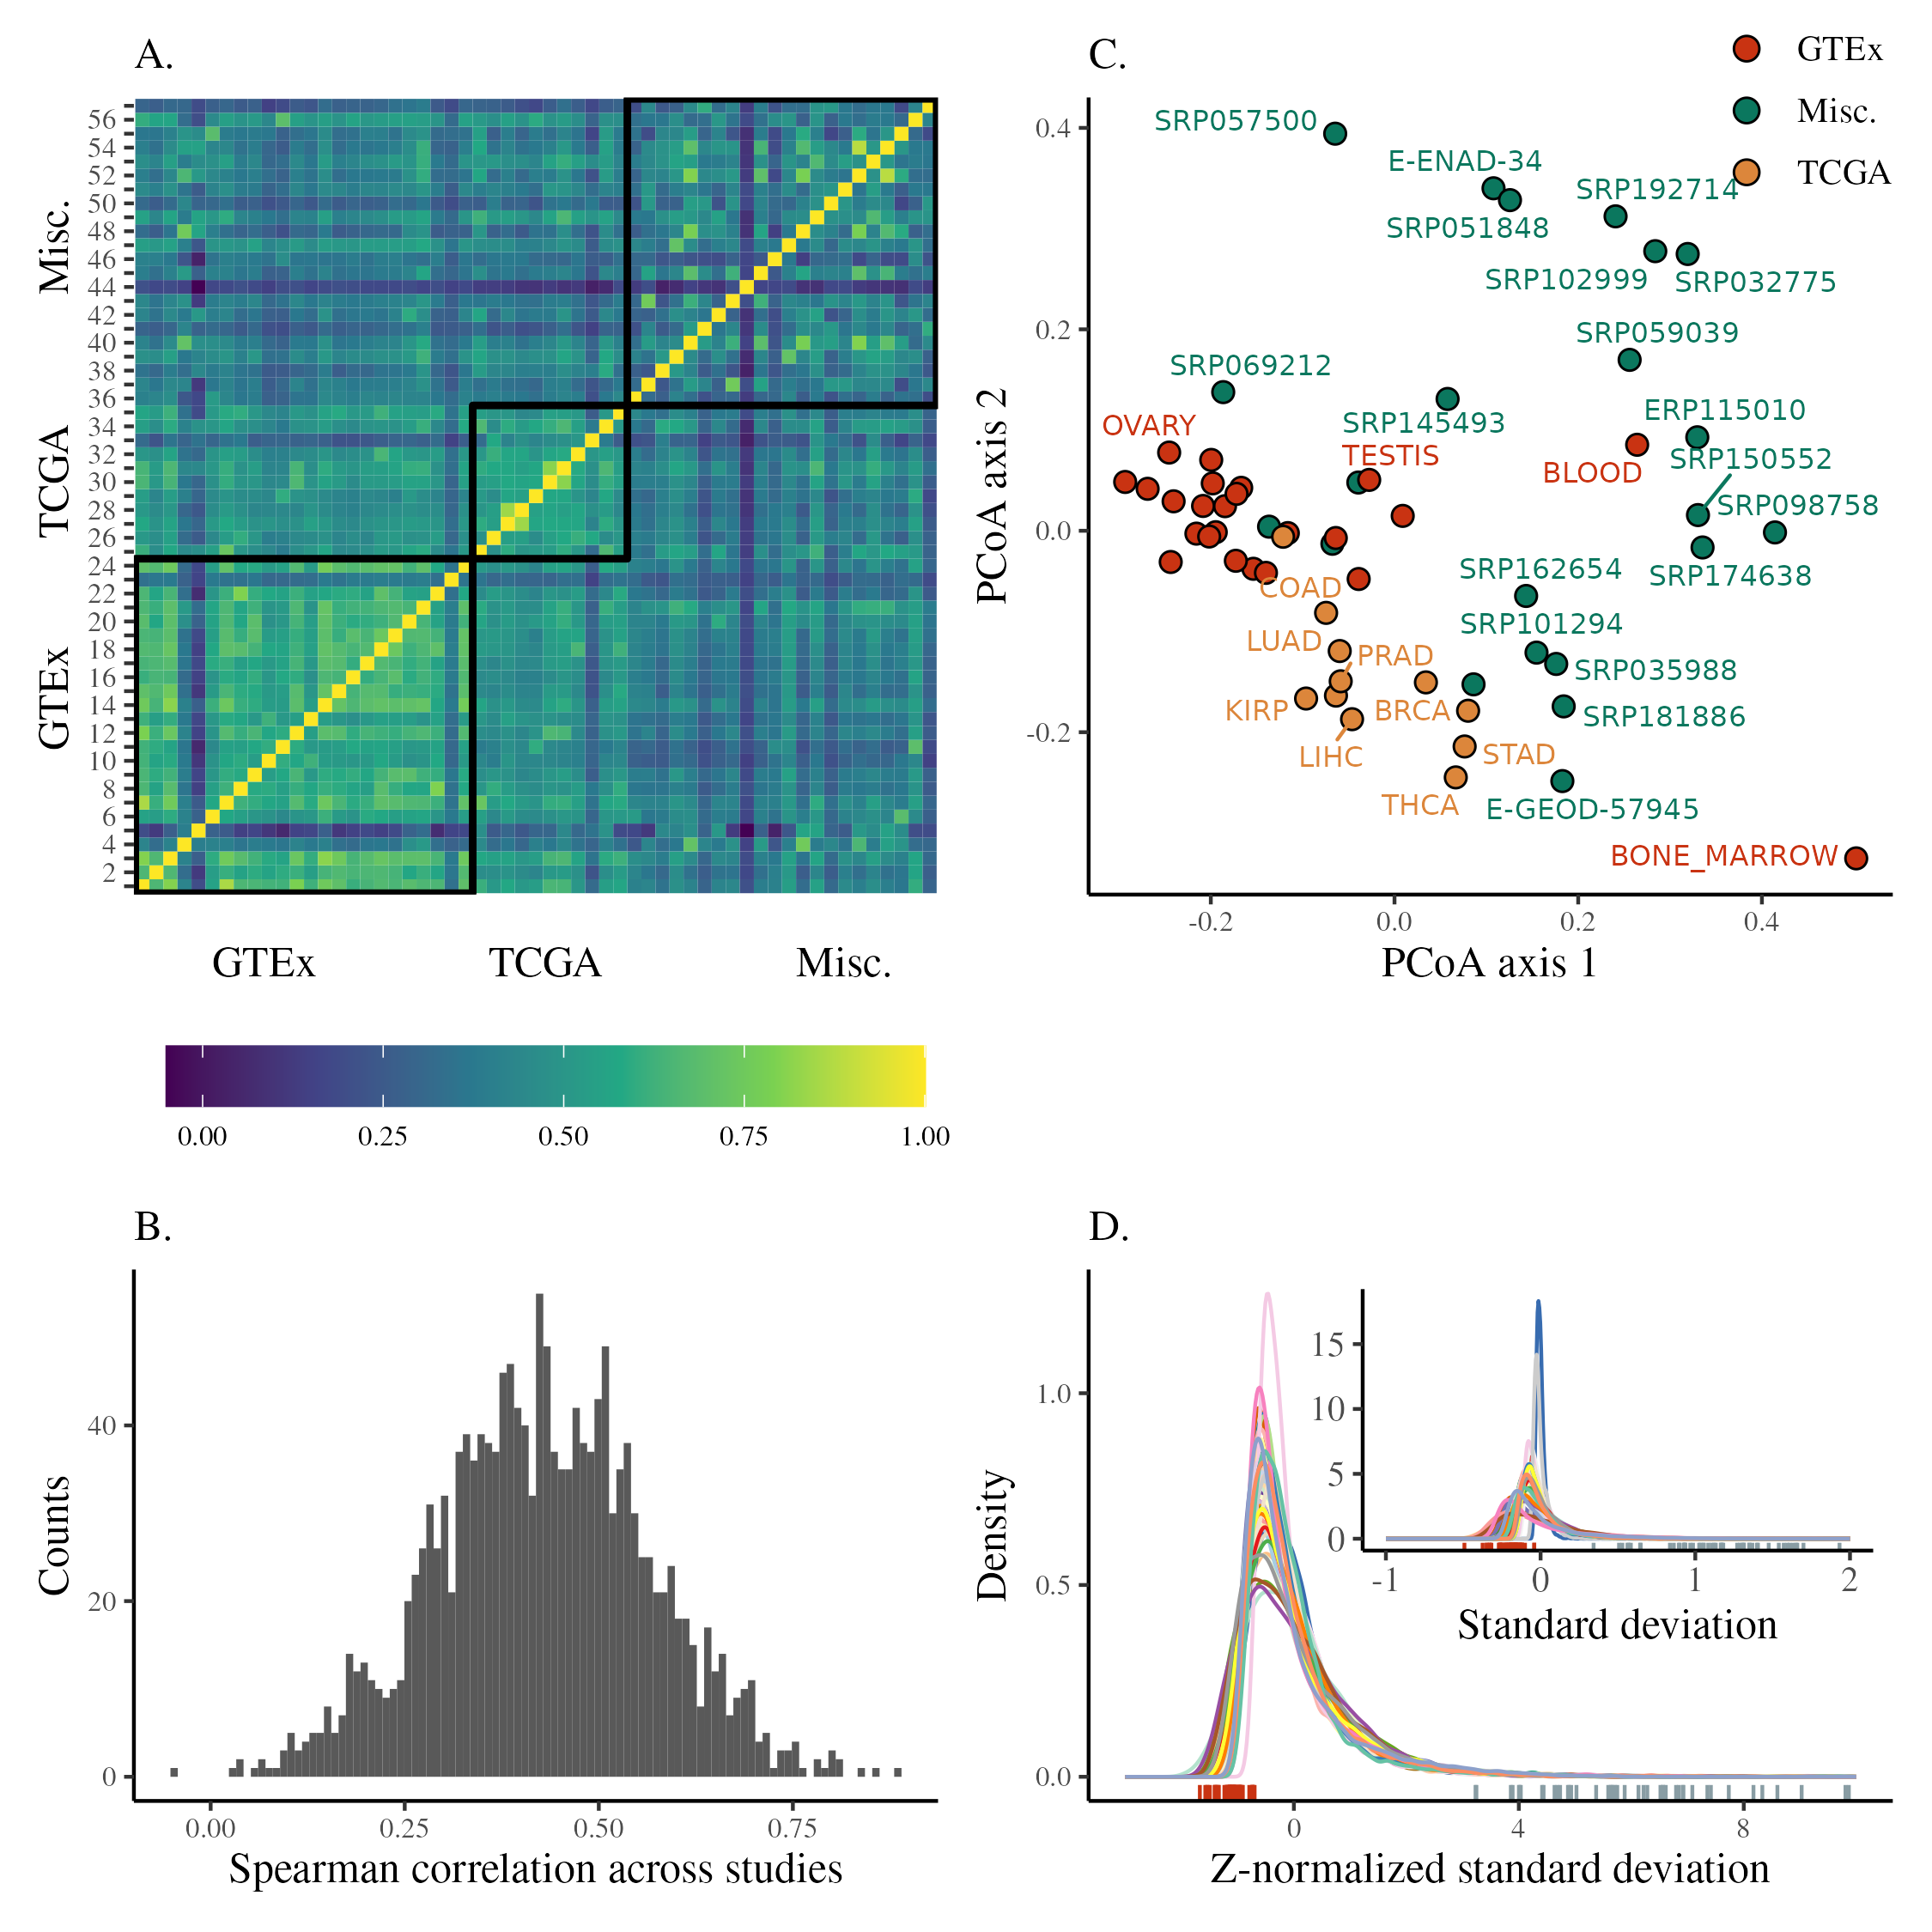 A.
56
54
52
50
48
46
44
42
40
38
36
34
32
30
28
26
24
22
20
18
16
14
12
10
8
6
4
2
Misc.
TCGA
GTEx
GTEx TCGA Misc.
0.00 0.25 0.50 0.75 1.00
C.
GTEx
Misc.
TCGA
SRP057500
E-ENAD-34
SRP192714
SRP051848
SRP102999
SRP032775
SRP059039
SRP069212
ERP115010
OVARY
SRP145493
TESTIS
BLOOD
SRP150552
SRP098758
SRP162654
SRP174638
COAD
SRP101294
LUAD
PRAD
SRP035988
KIRP
BRCA
SRP181886
LIHC
STAD
THCA
E-GEOD-57945
BONE_MARROW
0.4
0.2
0.0
-0.2
PCoA axis 2
-0.2 0.0 0.2 0.4
PCoA axis 1
B.
40
20
0
Counts
0.00 0.25 0.50 0.75
Spearman correlation across studies
D.
1.0
0.5
0.0
Density
15
10
5
0
-1 0 1 2
Standard deviation
0 4 8
Z-normalized standard deviation